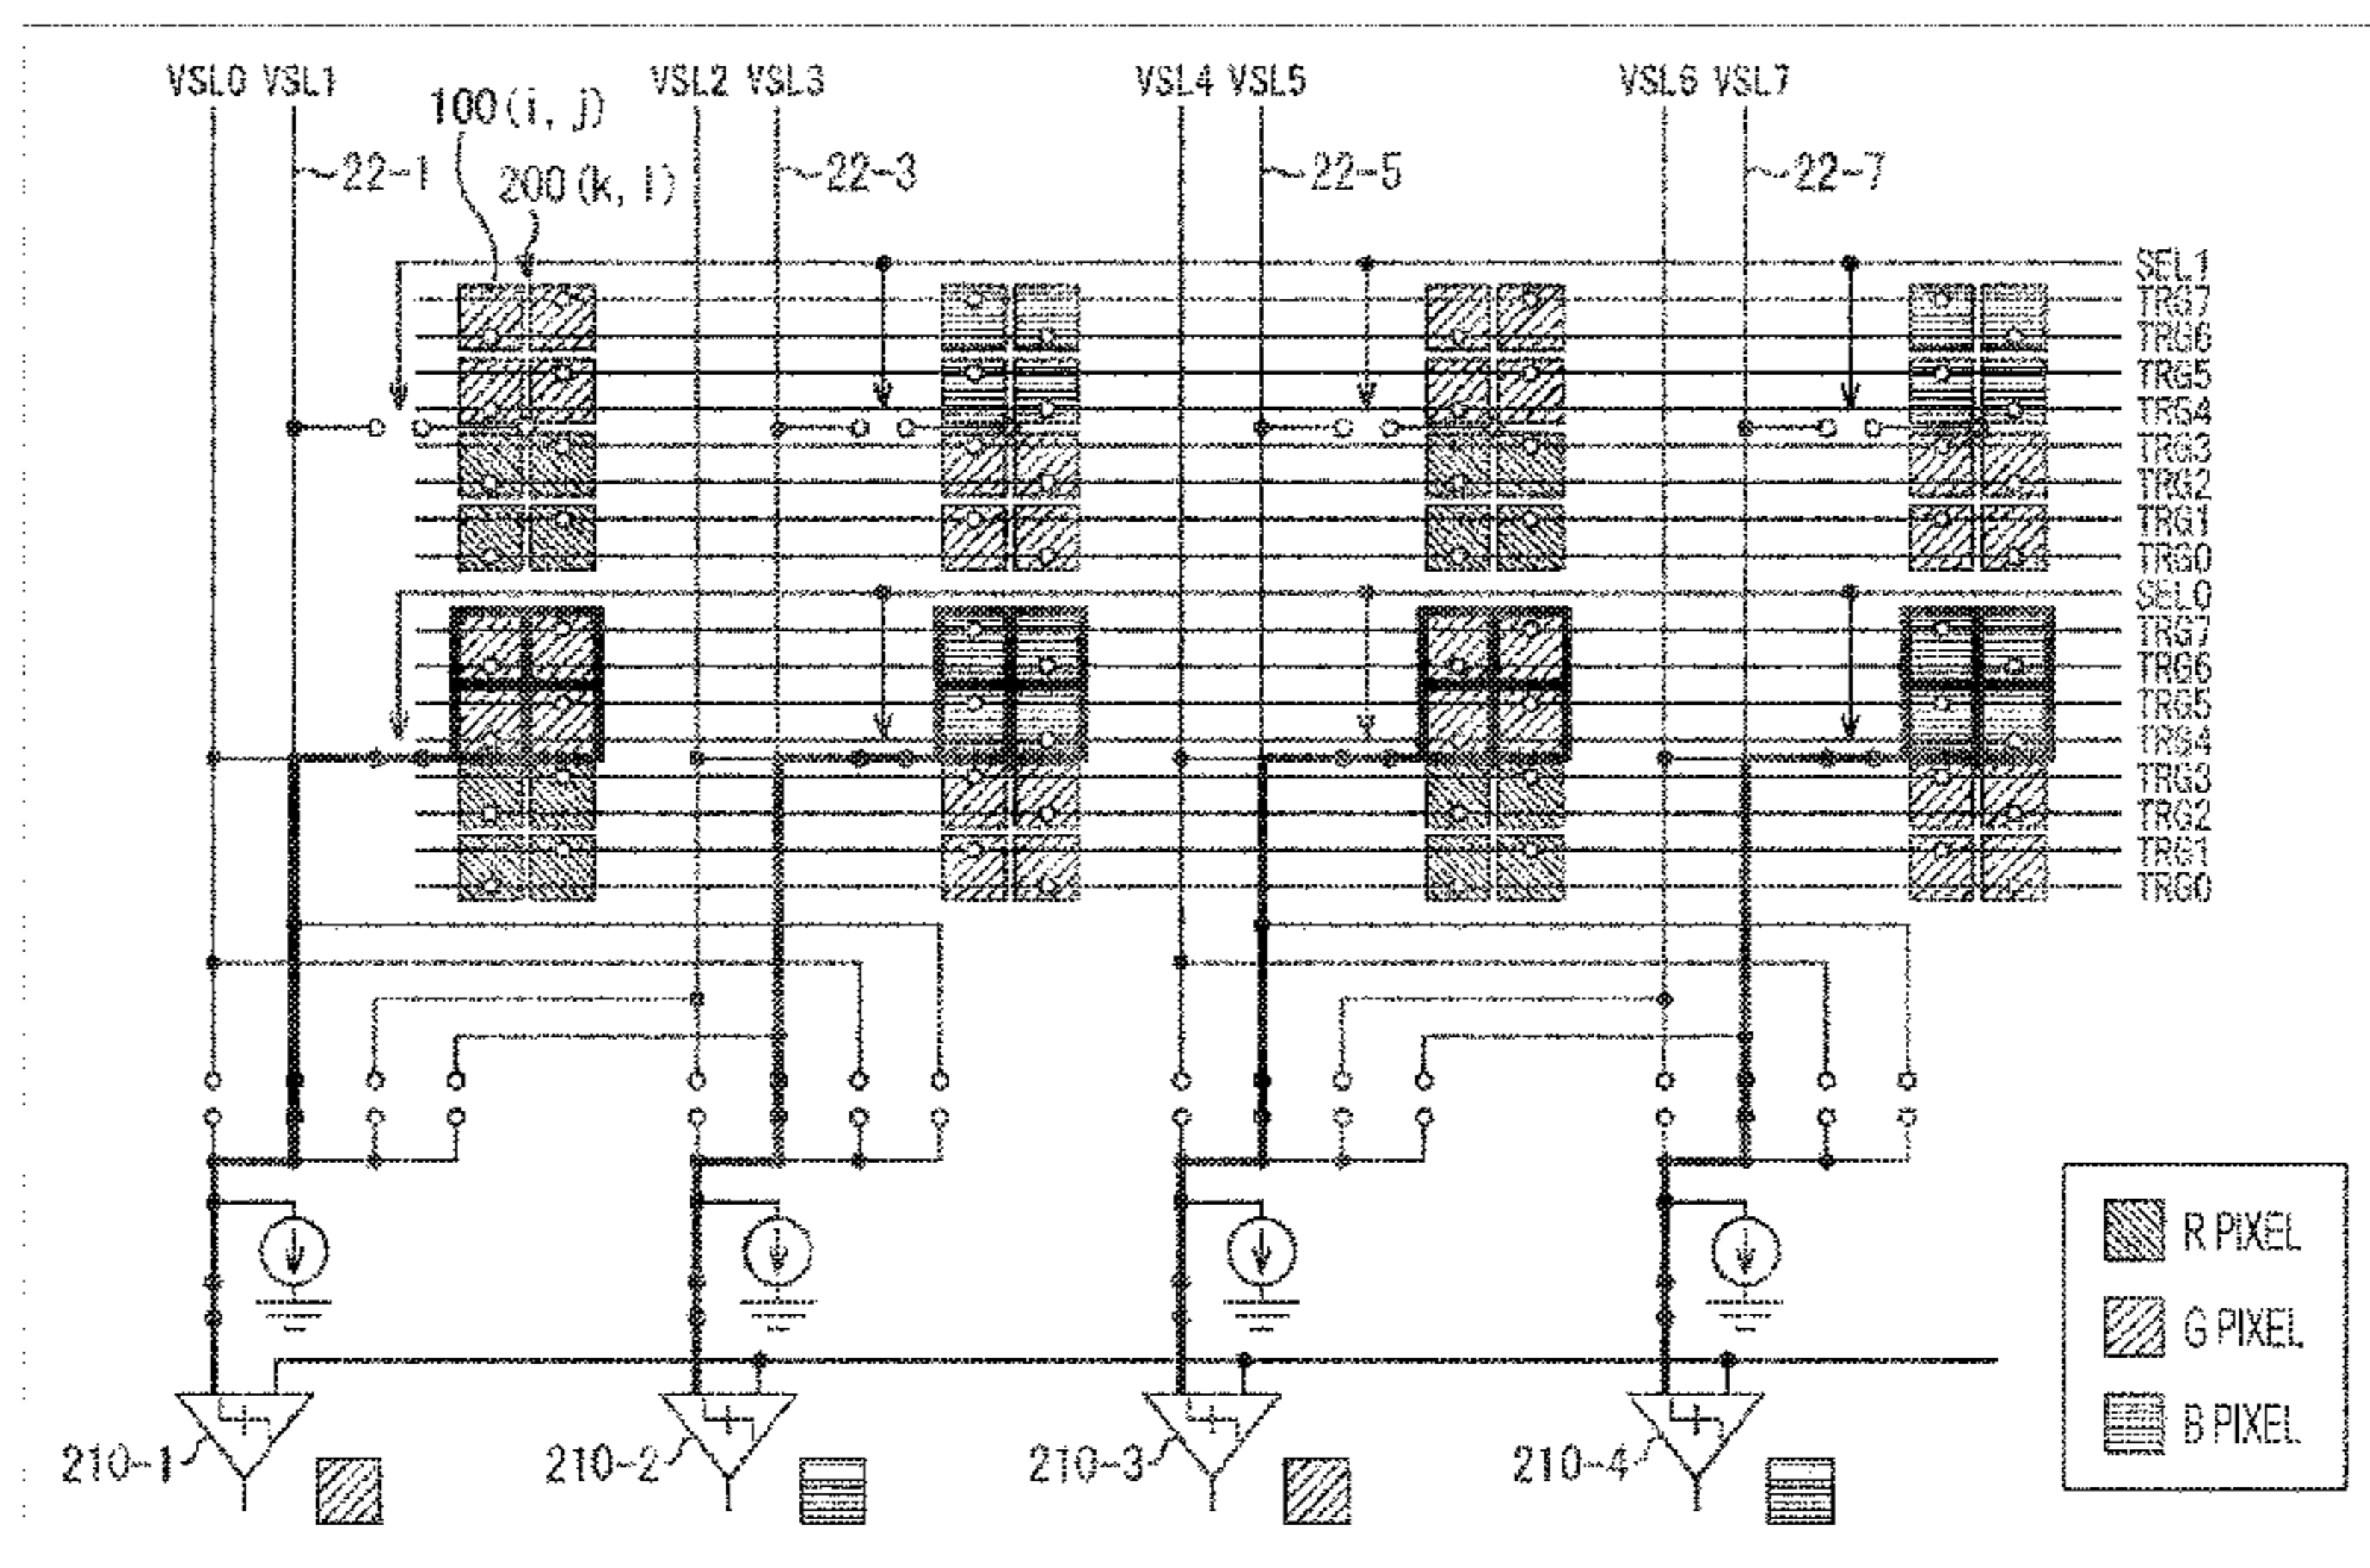 VSL0 VSL1 VSL2 VSL3 VSL4 VSL5 VSL6 VSL7
100 (i, j)
22-1 22-3 22-5 22-7
200 (k, l)
SEL1
TRG7
TRG6
TRG5
TRG4
TRG3
TRG2
TRG1
TRG0
SEL0
TRG7
TRG6
TRG5
TRG4
TRG3
TRG2
TRG1
TRG0
R PIXEL
G PIXEL
B PIXEL
210-1 210-2 210-3 210-4